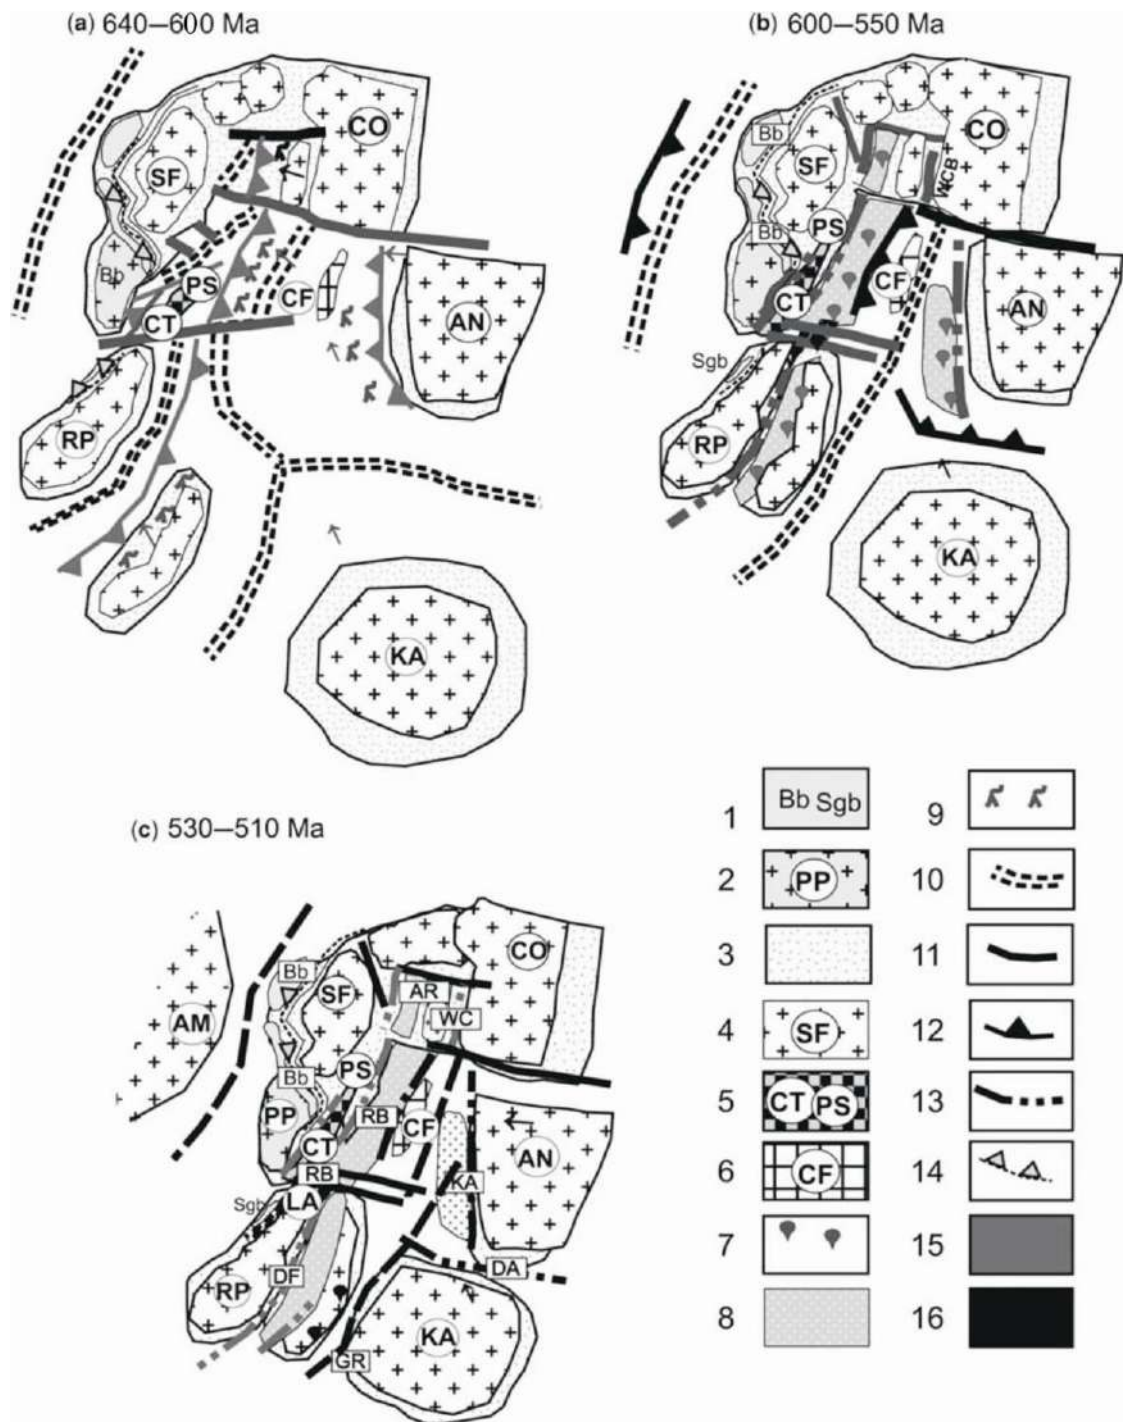 (a) 640–600 Ma
CO
SF
Bb
PS
CF
CT
AN
RP
KA
(b) 600–550 Ma
Bb
CO
SF
WCB
PS
Bb
CF
CT
AN
Sgb
RP
KA
(c) 530–510 Ma
CO
Bb
SF
AR
AM
WC
PS
Bb
PP
RB
CF
CT
AN
RB
KA
Sgb
LA
DF
DA
RP
KA
GR
1 Bb Sgb
2 PP
3
4 SF
5 CT PS
6 CF
7
8
9
10
11
12
13
14
15
16